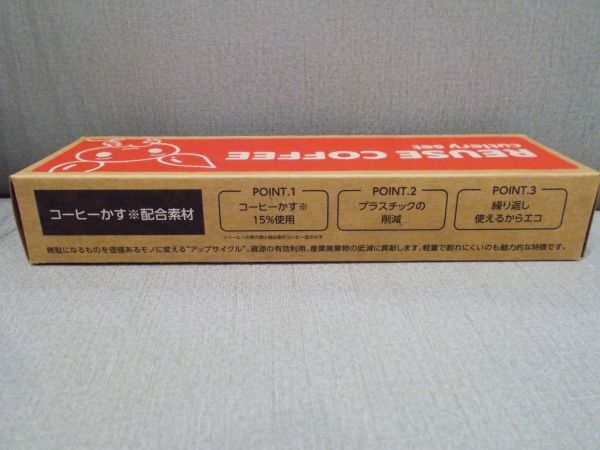 REUSE COFFEE
cutlery set
コーヒーかす※配合素材
POINT.1
コーヒーかす※
15%使用
POINT.2
プラスチックの
削減
POINT.3
繰り返し
使えるからエコ
無駄になるものを価値あるモノに変える“アップサイクル”。資源の有効利用、産業廃棄物の低減に貢献します。軽量で割れにくいのも魅力的な特徴です。